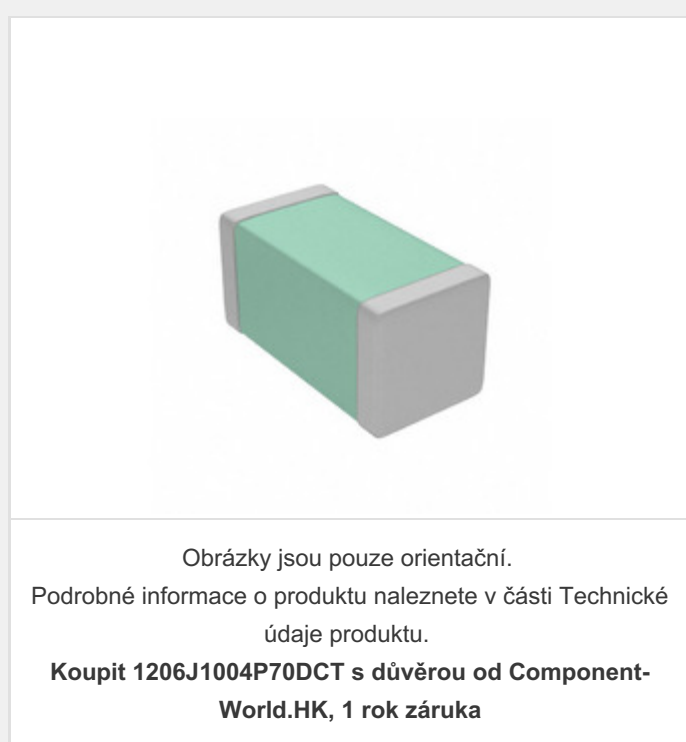 Obrázky jsou pouze orientační.
Podrobné informace o produktu naleznete v části Technické
údaje produktu.
Koupit 1206J1004P70DCT s důvěrou od Component-
World.HK, 1 rok záruka